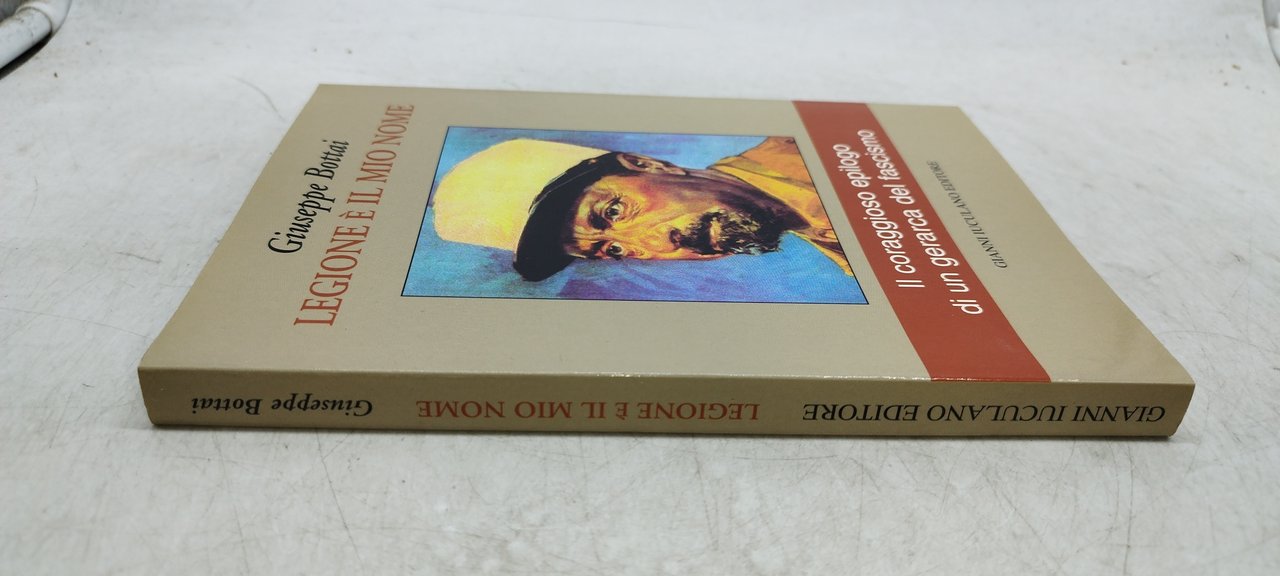 Giuseppe Bottai
LEGIONE È IL MIO NOME
Il coraggioso epilogo
di un gerarca del fascismo
GIANNI IUCULANO EDITORE
Giuseppe Bottai
LEGIONE È IL MIO NOME
GIANNI IUCULANO EDITORE